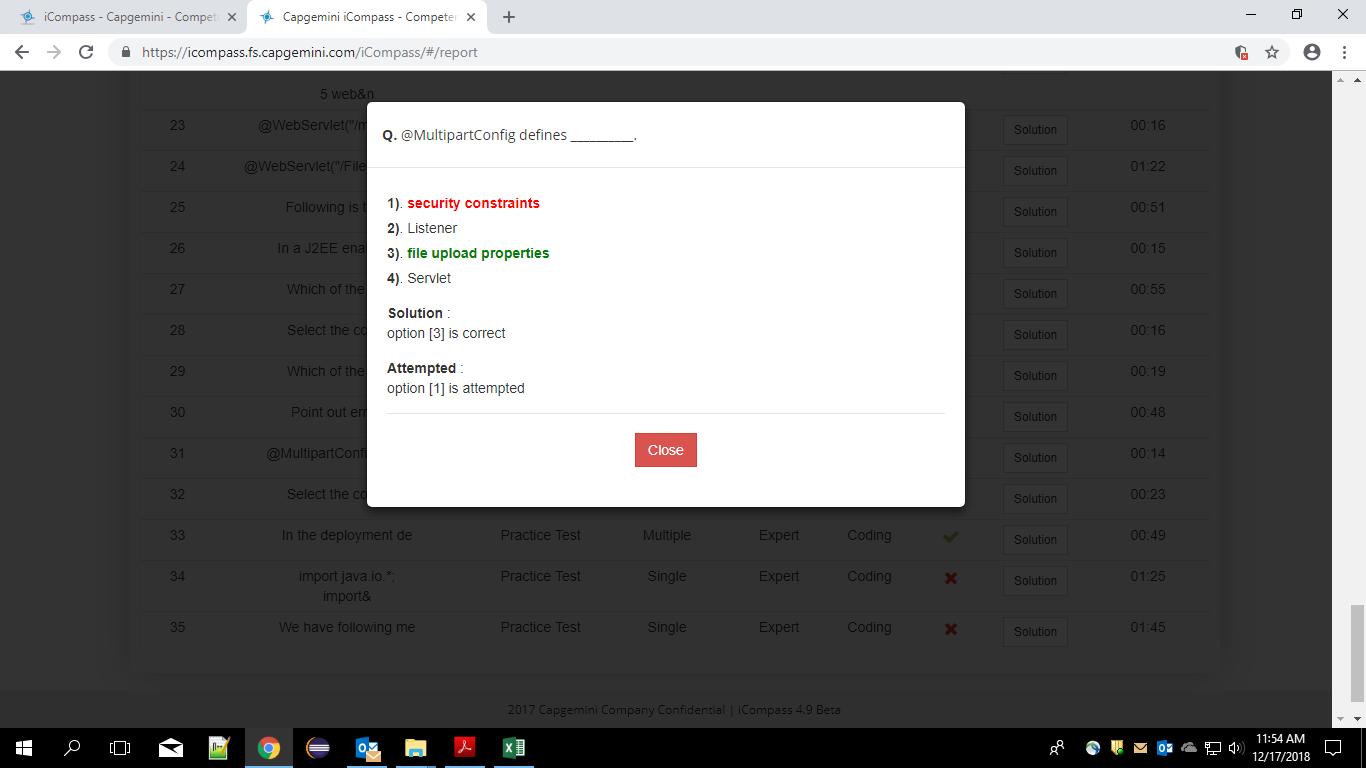 iCompass - Capgemini - Compet
Capgemini iCompass - Competen
https://icompass.fs.capgemini.com/iCompass/#/report
5 web&n
23 @WebServlet("/m Solution 00:16
24 @WebServlet("/File Solution 01:22
25 Following is t Solution 00:51
26 In a J2EE ena Solution 00:15
27 Which of the Solution 00:55
28 Select the co Solution 00:16
29 Which of the Solution 00:19
30 Point out err Solution 00:48
31 @MultipartConfi Solution 00:14
32 Select the co Solution 00:23
33 In the deployment de Practice Test Multiple Expert Coding Solution 00:49
34 import java.io.*; Practice Test Single Expert Coding Solution 01:25
import&
35 We have following me Practice Test Single Expert Coding Solution 01:45
Q. @MultipartConfig defines __________.
1). security constraints
2). Listener
3). file upload properties
4). Servlet
Solution :
option [3] is correct
Attempted :
option [1] is attempted
Close
2017 Capgemini Company Confidential | iCompass 4.9 Beta
11:54 AM
12/17/2018